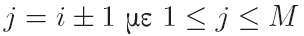 j = i ± 1 με 1 ≤ j ≤ M